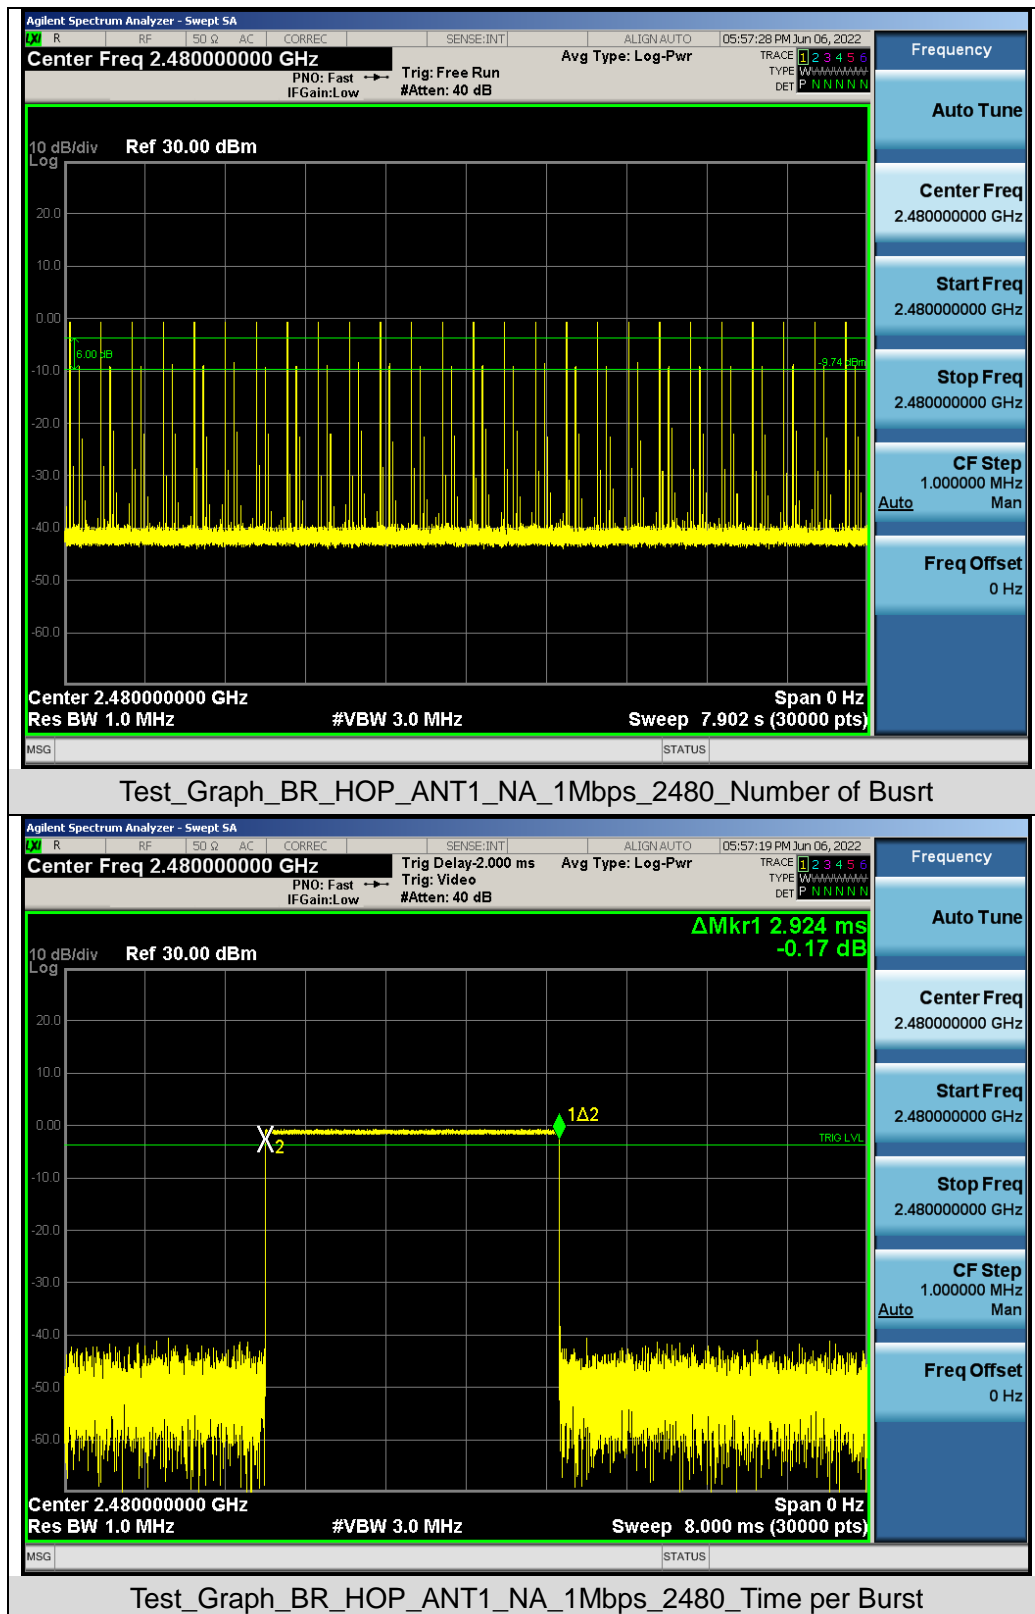 Agilent Spectrum Analyzer - Swept SA
LXI R RF 50 Ω AC CORREC SENSE:INT ALIGN AUTO 05:57:28 PM Jun 06, 2022
Center Freq 2.480000000 GHz
PNO: Fast
IFGain:Low
Trig: Free Run
#Atten: 40 dB
Avg Type: Log-Pwr
TRACE 1 2 3 4 5 6
TYPE WWWWWW
DET P N N N N N
Frequency
Auto Tune
Center Freq
2.480000000 GHz
Start Freq
2.480000000 GHz
Stop Freq
2.480000000 GHz
CF Step
1.000000 MHz
Auto Man
Freq Offset
0 Hz
10 dB/div Ref 30.00 dBm
Log
20.0
10.0
0.00
6.00 dB
-9.74 dBm
-10.0
-20.0
-30.0
-40.0
-50.0
-60.0
Center 2.480000000 GHz Span 0 Hz
Res BW 1.0 MHz #VBW 3.0 MHz Sweep 7.902 s (30000 pts)
MSG STATUS
Test_Graph_BR_HOP_ANT1_NA_1Mbps_2480_Number of Busrt
Agilent Spectrum Analyzer - Swept SA
LXI R RF 50 Ω AC CORREC SENSE:INT ALIGN AUTO 05:57:19 PM Jun 06, 2022
Center Freq 2.480000000 GHz
PNO: Fast
IFGain:Low
Trig Delay-2.000 ms
Trig: Video
#Atten: 40 dB
Avg Type: Log-Pwr
TRACE 1 2 3 4 5 6
TYPE WWWWWW
DET P N N N N N
Frequency
Auto Tune
Center Freq
2.480000000 GHz
Start Freq
2.480000000 GHz
Stop Freq
2.480000000 GHz
CF Step
1.000000 MHz
Auto Man
Freq Offset
0 Hz
ΔMkr1 2.924 ms
-0.17 dB
10 dB/div Ref 30.00 dBm
Log
20.0
10.0
0.00
1Δ2
2
TRIG LVL
-10.0
-20.0
-30.0
-40.0
-50.0
-60.0
Center 2.480000000 GHz Span 0 Hz
Res BW 1.0 MHz #VBW 3.0 MHz Sweep 8.000 ms (30000 pts)
MSG STATUS
Test_Graph_BR_HOP_ANT1_NA_1Mbps_2480_Time per Burst